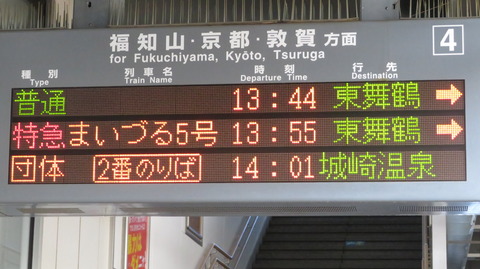 福知山・京都・敦賀 方面
4
for Fukuchiyama, Kyōto, Tsuruga
種別 列車名 時刻 行先
Type Train Name Departure Time Destination
普通 13:44 東舞鶴 →
特急 まいづる5号 13:55 東舞鶴 →
団体 2番のりば 14:01 城崎温泉